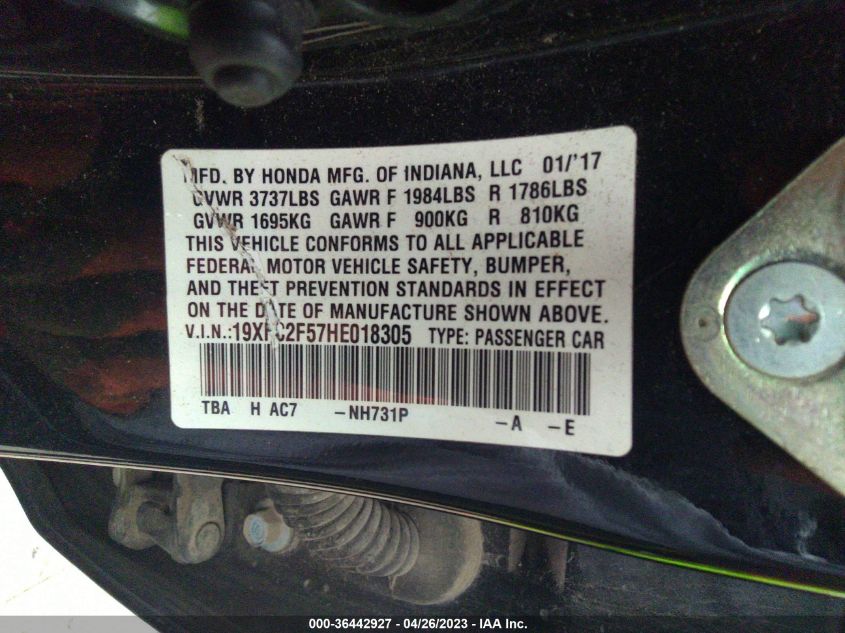 MFD. BY HONDA MFG. OF INDIANA, LLC 01/'17
GVWR 3737LBS GAWR F 1984LBS R 1786LBS
GVWR 1695KG GAWR F 900KG R 810KG
THIS VEHICLE CONFORMS TO ALL APPLICABLE
FEDERAL MOTOR VEHICLE SAFETY, BUMPER,
AND THEFT PREVENTION STANDARDS IN EFFECT
ON THE DATE OF MANUFACTURE SHOWN ABOVE.
V.I.N.:19XFC2F57HE018305 TYPE: PASSENGER CAR
TBA H AC7 -NH731P -A -E
000-36442927 - 04/26/2023 - IAA Inc.